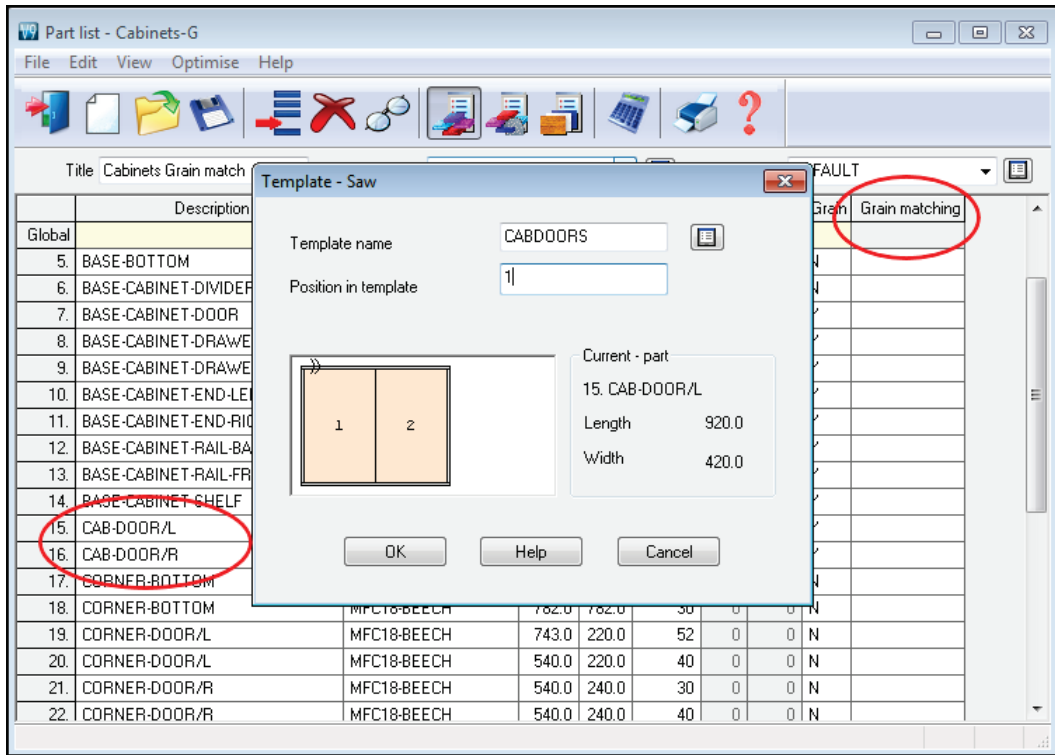 V9 Part list - Cabinets-G
File Edit View Optimise Help
Title Cabinets Grain match FAULT
Template - Saw
Template name CABDOORS
Position in template 1
1 2
Current - part
15. CAB-DOOR/L
Length 920.0
Width 420.0
OK Help Cancel
Description Grain Grain matching
Global
5. BASE-BOTTOM N
6. BASE-CABINET-DIVIDER N
7. BASE-CABINET-DOOR
8. BASE-CABINET-DRAWE
9. BASE-CABINET-DRAWE
10. BASE-CABINET-END-LE
11. BASE-CABINET-END-RIG
12. BASE-CABINET-RAIL-BA
13. BASE-CABINET-RAIL-FR
14. BASE-CABINET-SHELF
15. CAB-DOOR/L
16. CAB-DOOR/R
17. CORNER-BOTTOM N
18. CORNER-BOTTOM MFC18-BEECH 782.0 782.0 30 0 0 N
19. CORNER-DOOR/L MFC18-BEECH 743.0 220.0 52 0 0 N
20. CORNER-DOOR/L MFC18-BEECH 540.0 220.0 40 0 0 N
21. CORNER-DOOR/R MFC18-BEECH 540.0 240.0 30 0 0 N
22. CORNER-DOOR/R MFC18-BEECH 540.0 240.0 40 0 0 N